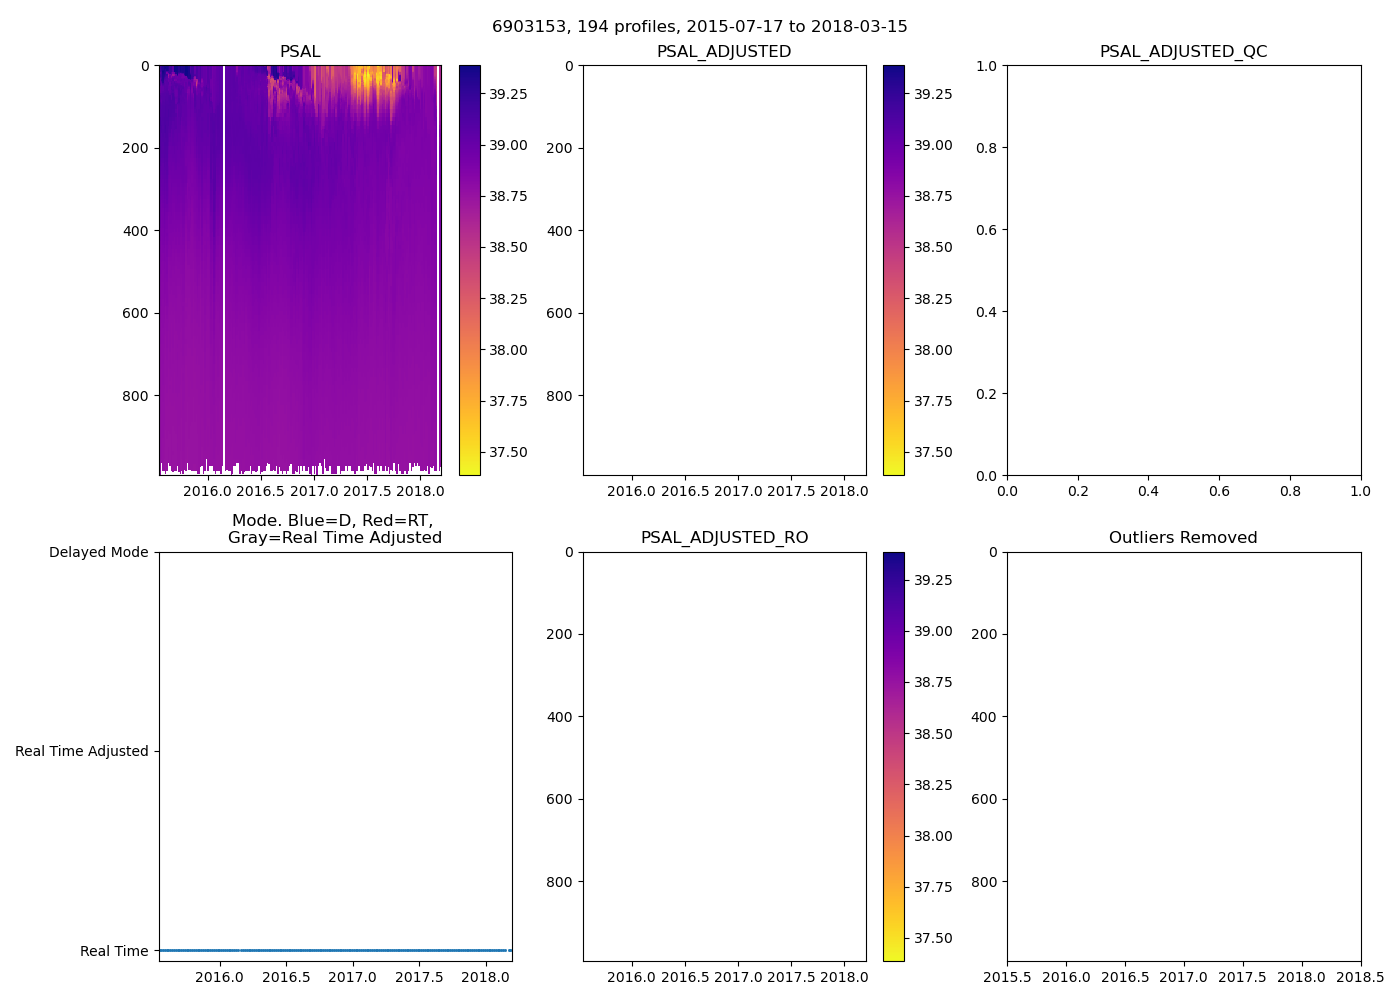 6903153, 194 profiles, 2015-07-17 to 2018-03-15
PSAL
0
200
400
600
800
2016.0 2016.5 2017.0 2017.5 2018.0
39.25
39.00
38.75
38.50
38.25
38.00
37.75
37.50
PSAL_ADJUSTED
0
200
400
600
800
2016.0 2016.5 2017.0 2017.5 2018.0
39.25
39.00
38.75
38.50
38.25
38.00
37.75
37.50
PSAL_ADJUSTED_QC
1.0
0.8
0.6
0.4
0.2
0.0
0.0 0.2 0.4 0.6 0.8 1.0
Mode. Blue=D, Red=RT,
Gray=Real Time Adjusted
Delayed Mode
Real Time Adjusted
Real Time
2016.0 2016.5 2017.0 2017.5 2018.0
PSAL_ADJUSTED_RO
0
200
400
600
800
2016.0 2016.5 2017.0 2017.5 2018.0
39.25
39.00
38.75
38.50
38.25
38.00
37.75
37.50
Outliers Removed
0
200
400
600
800
2015.5 2016.0 2016.5 2017.0 2017.5 2018.0 2018.5